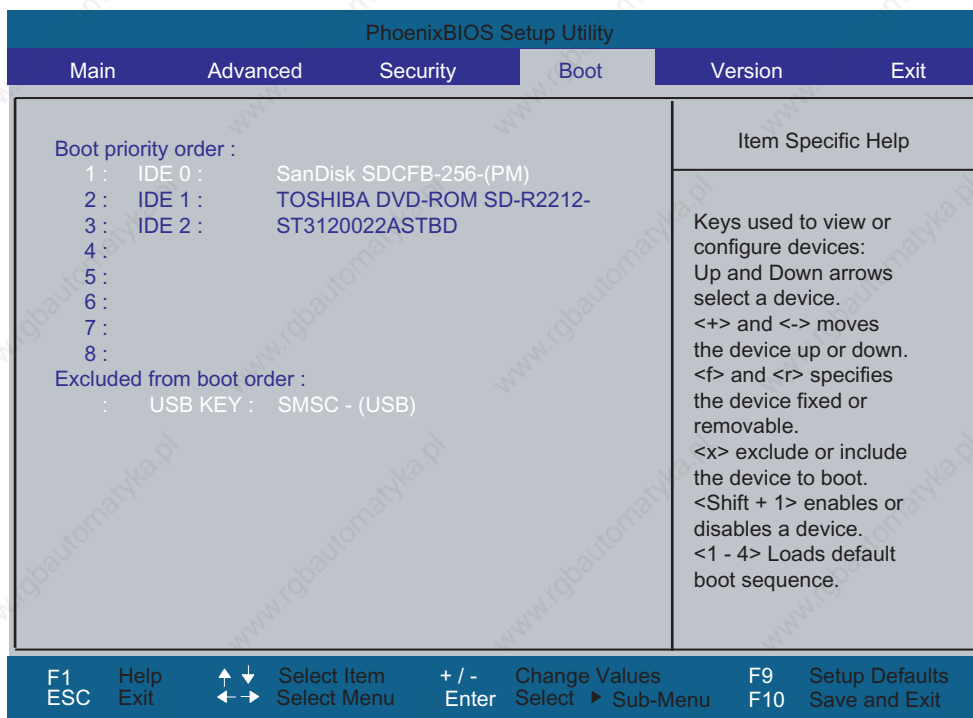 PhoenixBIOS Setup Utility
Main Advanced Security Boot Version Exit
Boot priority order :
1 : IDE 0 : SanDisk SDCFB-256-(PM)
2 : IDE 1 : TOSHIBA DVD-ROM SD-R2212-
3 : IDE 2 : ST3120022ASTBD
4 :
5 :
6 :
7 :
8 :
Excluded from boot order :
: USB KEY : SMSC - (USB)
Item Specific Help
Keys used to view or
configure devices:
Up and Down arrows
select a device.
<+> and <-> moves
the device up or down.
<f> and <r> specifies
the device fixed or
removable.
<x> exclude or include
the device to boot.
<Shift + 1> enables or
disables a device.
<1 - 4> Loads default
boot sequence.
F1 Help Select Item + / - Change Values F9 Setup Defaults
ESC Exit Select Menu Enter Select Sub-Menu F10 Save and Exit
www.rgbautomatyka.pl